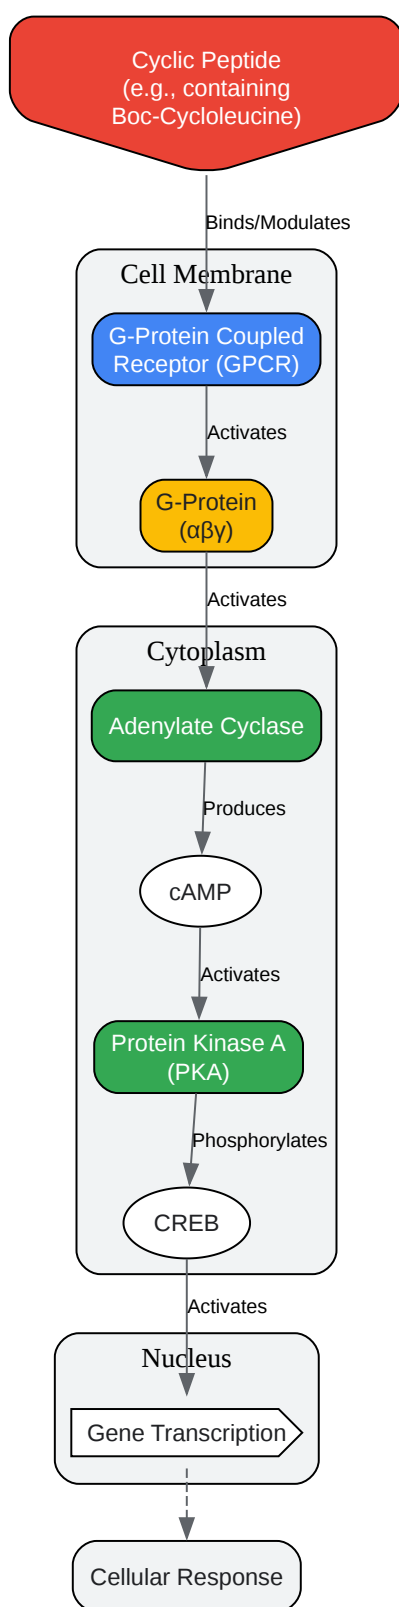 Cyclic Peptide
(e.g., containing
Boc-Cycloleucine)
Binds/Modulates
Cell Membrane
G-Protein Coupled
Receptor (GPCR)
Activates
G-Protein
(αβγ)
Activates
Cytoplasm
Adenylate Cyclase
Produces
cAMP
Activates
Protein Kinase A
(PKA)
Phosphorylates
CREB
Activates
Nucleus
Gene Transcription
Cellular Response